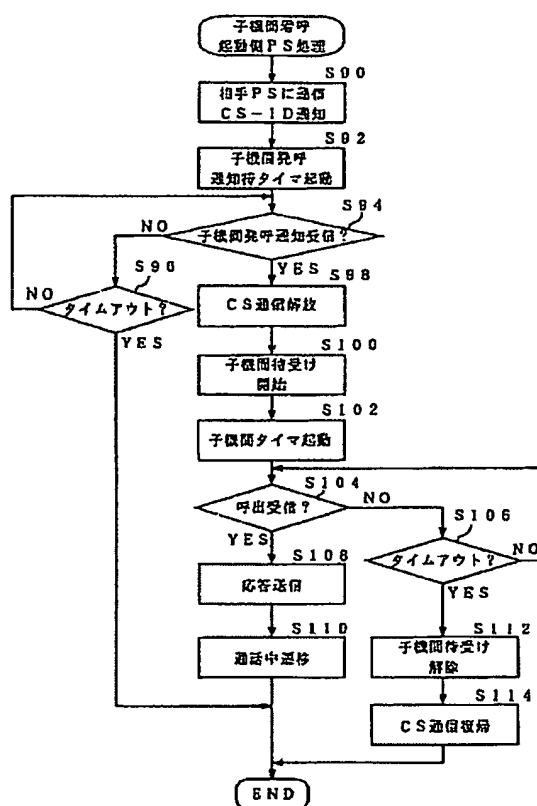 子機間着呼
起動側PS処理
S90
相手PSに通信
CS-ID通知
S92
子機間発呼
通知待タイマ起動
S94
子機間発呼通知受信?
NO
YES
S96
タイムアウト?
NO
YES
S98
CS通信解放
S100
子機間待受け
開始
S102
子機間タイマ起動
S104
呼出受信?
NO
YES
S106
タイムアウト?
NO
YES
S108
応答送信
S110
通話中遷移
S112
子機間待受け
解除
S114
CS通信復帰
END